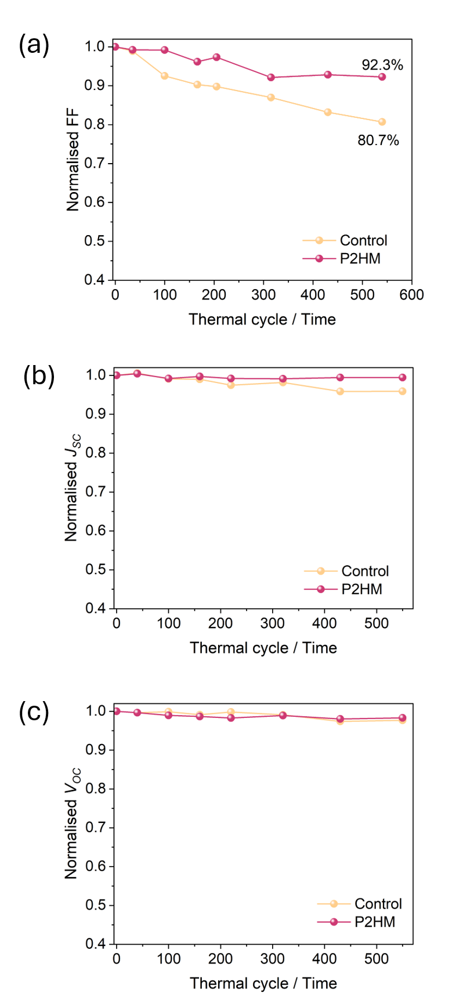 (a)
1.0
0.9
0.8
0.7
0.6
0.5
0.4
Normalised FF
92.3%
80.7%
Control
P2HM
0 100 200 300 400 500 600
Thermal cycle / Time
(b)
1.0
0.9
0.8
0.7
0.6
0.5
0.4
Normalised JSC
Control
P2HM
0 100 200 300 400 500
Thermal cycle / Time
(c)
1.0
0.9
0.8
0.7
0.6
0.5
0.4
Normalised VOC
Control
P2HM
0 100 200 300 400 500
Thermal cycle / Time